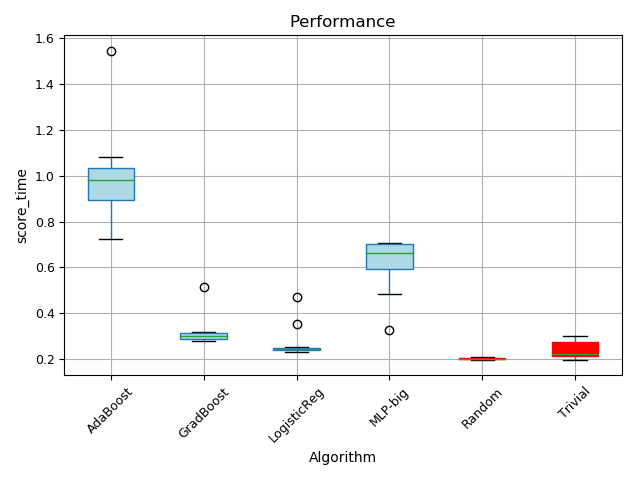 Performance
1.6
1.4
1.2
1.0
0.8
0.6
0.4
0.2
score_time
AdaBoost
GradBoost
LogisticReg
MLP-big
Random
Trivial
Algorithm